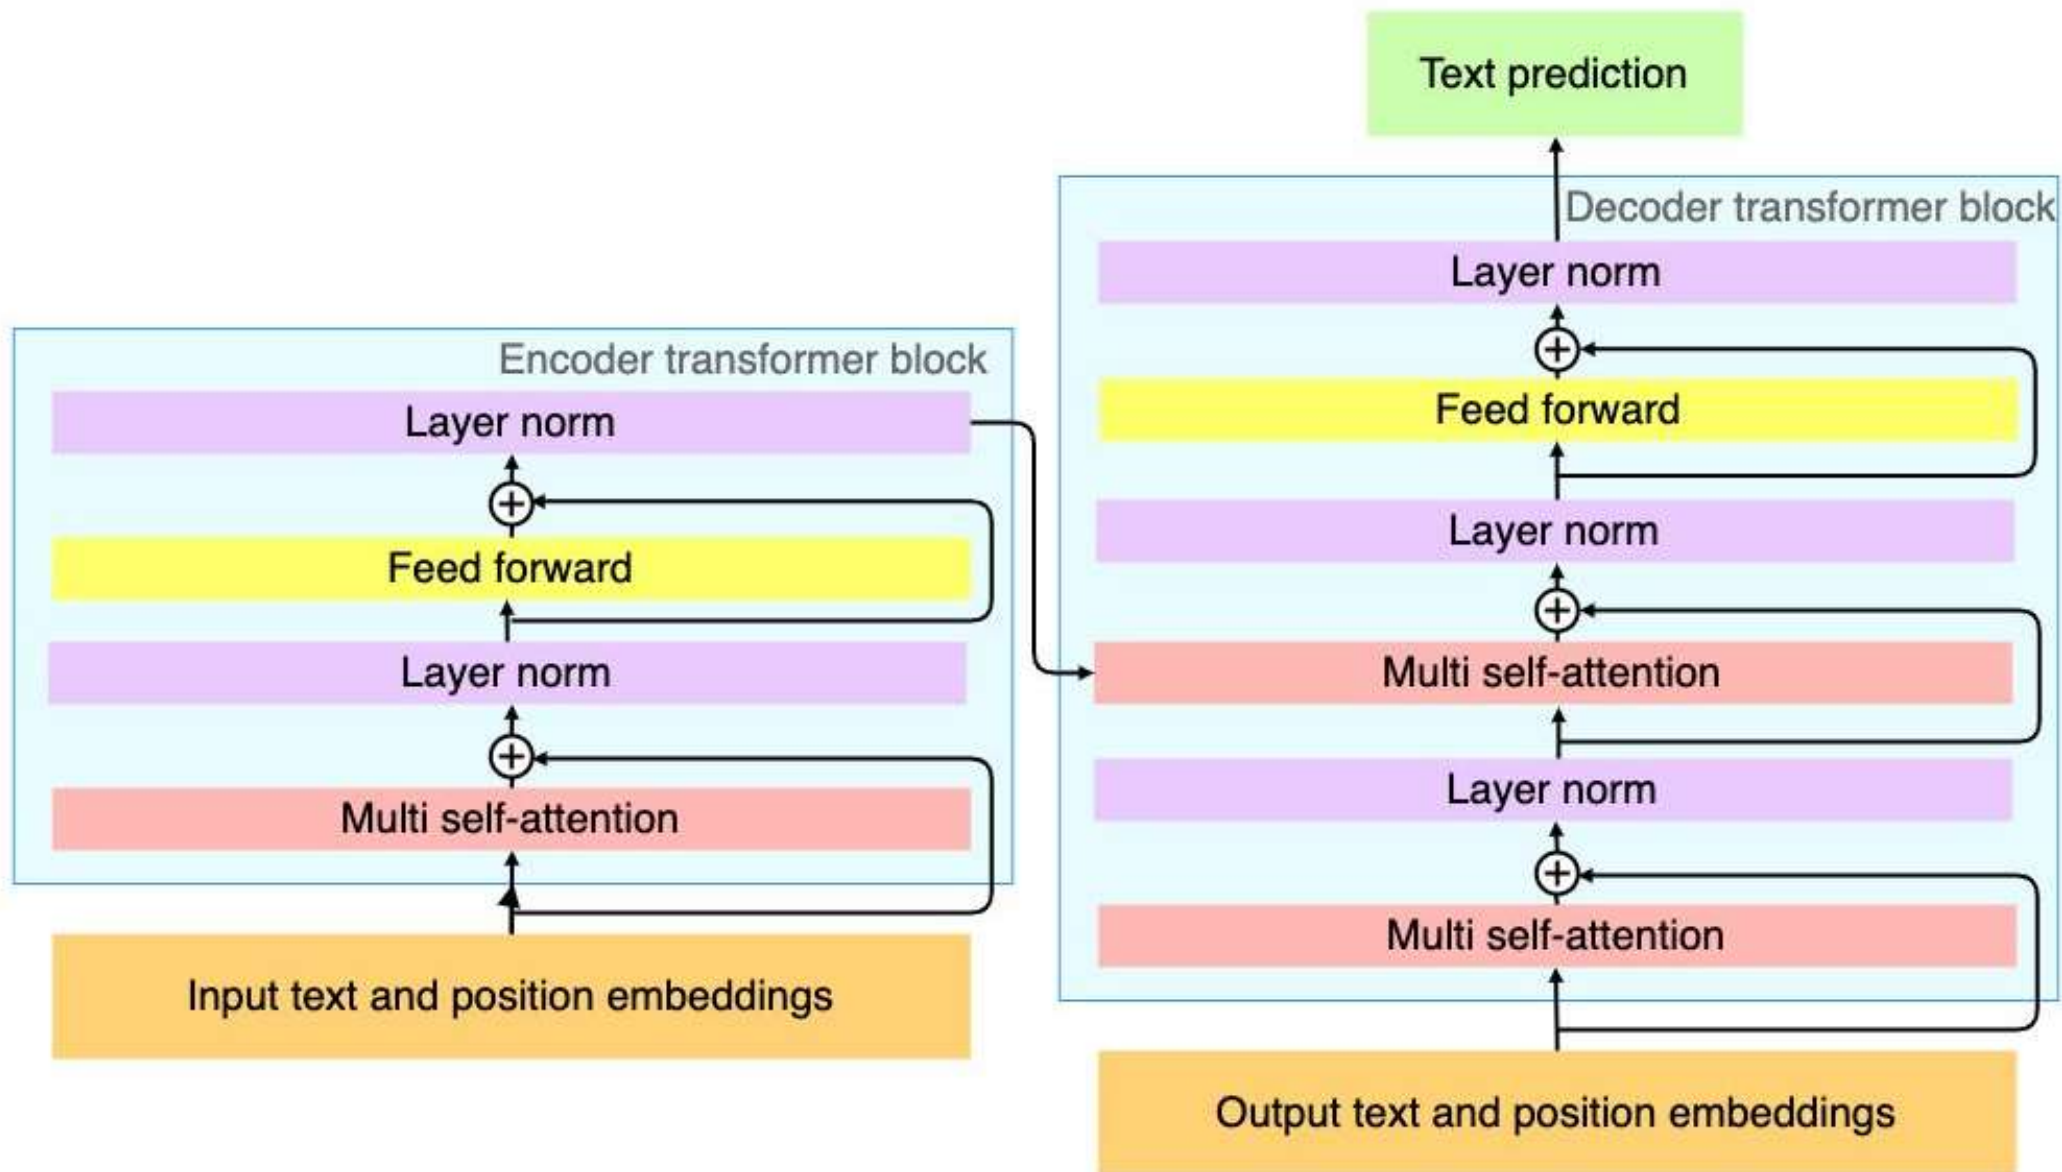 Text prediction
Decoder transformer block
Layer norm
Feed forward
Layer norm
Multi self-attention
Layer norm
Multi self-attention
Output text and position embeddings
Encoder transformer block
Layer norm
Feed forward
Layer norm
Multi self-attention
Input text and position embeddings